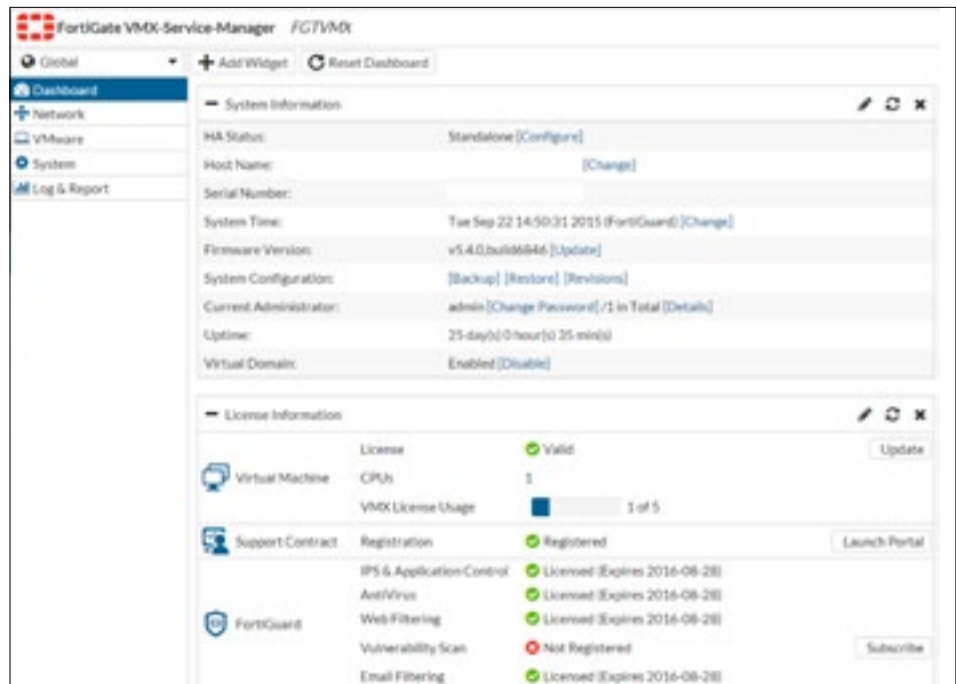 FortiGate VMX-Service-Manager FGTVMX
Global
Add Widget Reset Dashboard
Dashboard
Network
VMware
System
Log & Report
System Information
HA Status: Standalone [Configure]
Host Name: [Change]
Serial Number:
System Time: Tue Sep 22 14:50:31 2015 (FortiGuard) [Change]
Firmware Version: v5.4.0,build6846 [Update]
System Configuration: [Backup] [Restore] [Revisions]
Current Administrator: admin [Change Password] /1 in Total [Details]
Uptime: 25 day(s) 0 hour(s) 35 min(s)
Virtual Domain: Enabled [Disable]
License Information
Virtual Machine
License Valid Update
CPUs 1
VMX License Usage 1 of 5
Support Contract Registration Registered Launch Portal
FortiGuard
IPS & Application Control Licensed (Expires 2016-08-28)
AntiVirus Licensed (Expires 2016-08-28)
Web Filtering Licensed (Expires 2016-08-28)
Vulnerability Scan Not Registered Subscribe
Email Filtering Licensed (Expires 2016-08-28)